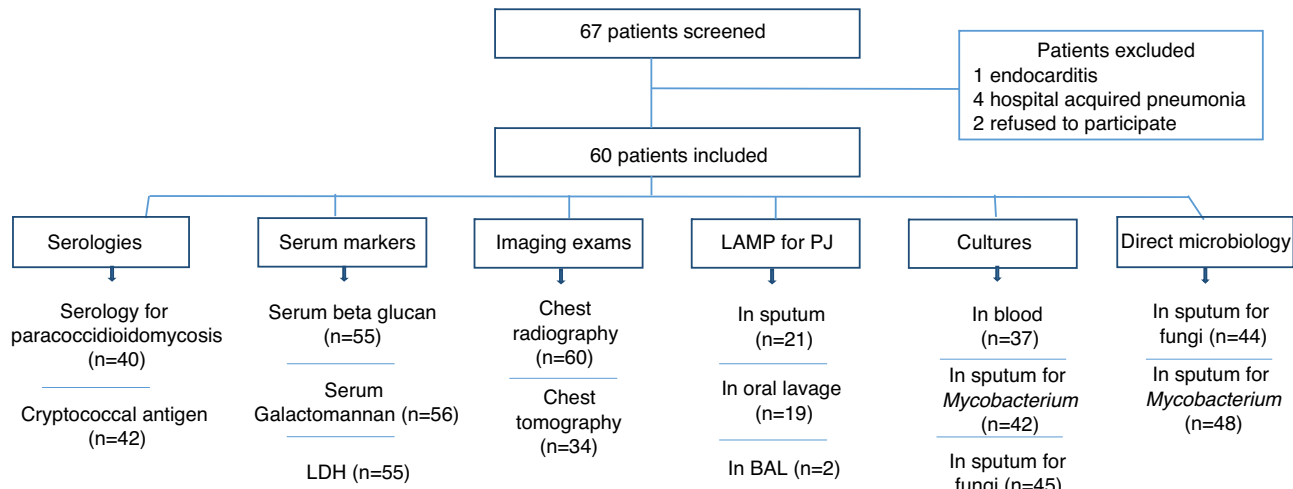 67 patients screened
Patients excluded
1 endocarditis
4 hospital acquired pneumonia
2 refused to participate
60 patients included
Serologies
Serology for
paracoccidioidomycosis
(n=40)
Cryptococcal antigen
(n=42)
Serum markers
Serum beta glucan
(n=55)
Serum
Galactomannan (n=56)
LDH (n=55)
Imaging exams
Chest
radiography
(n=60)
Chest
tomography
(n=34)
LAMP for PJ
In sputum
(n=21)
In oral lavage
(n=19)
In BAL (n=2)
Cultures
In blood
(n=37)
In sputum for
Mycobacterium
(n=42)
In sputum for
fungi (n=45)
Direct microbiology
In sputum for
fungi (n=44)
In sputum for
Mycobacterium
(n=48)